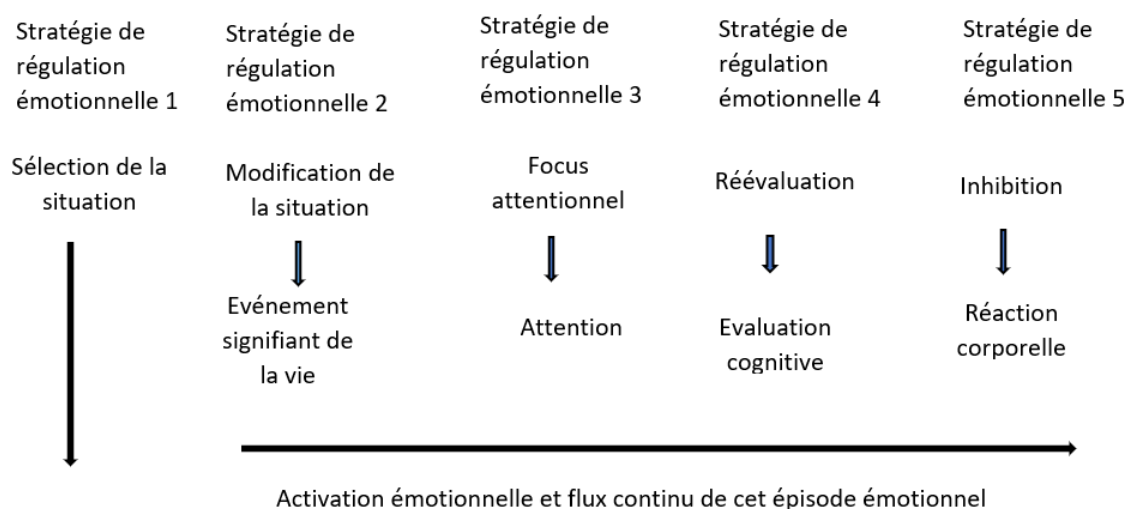 Stratégie de
régulation
émotionnelle 1
Stratégie de
régulation
émotionnelle 2
Stratégie de
régulation
émotionnelle 3
Stratégie de
régulation
émotionnelle 4
Stratégie de
régulation
émotionnelle 5
Sélection de la
situation
Modification de
la situation
Focus
attentionnel
Réévaluation
Inhibition
Evénement
signifiant de
la vie
Attention
Evaluation
cognitive
Réaction
corporelle
Activation émotionnelle et flux continu de cet épisode émotionnel